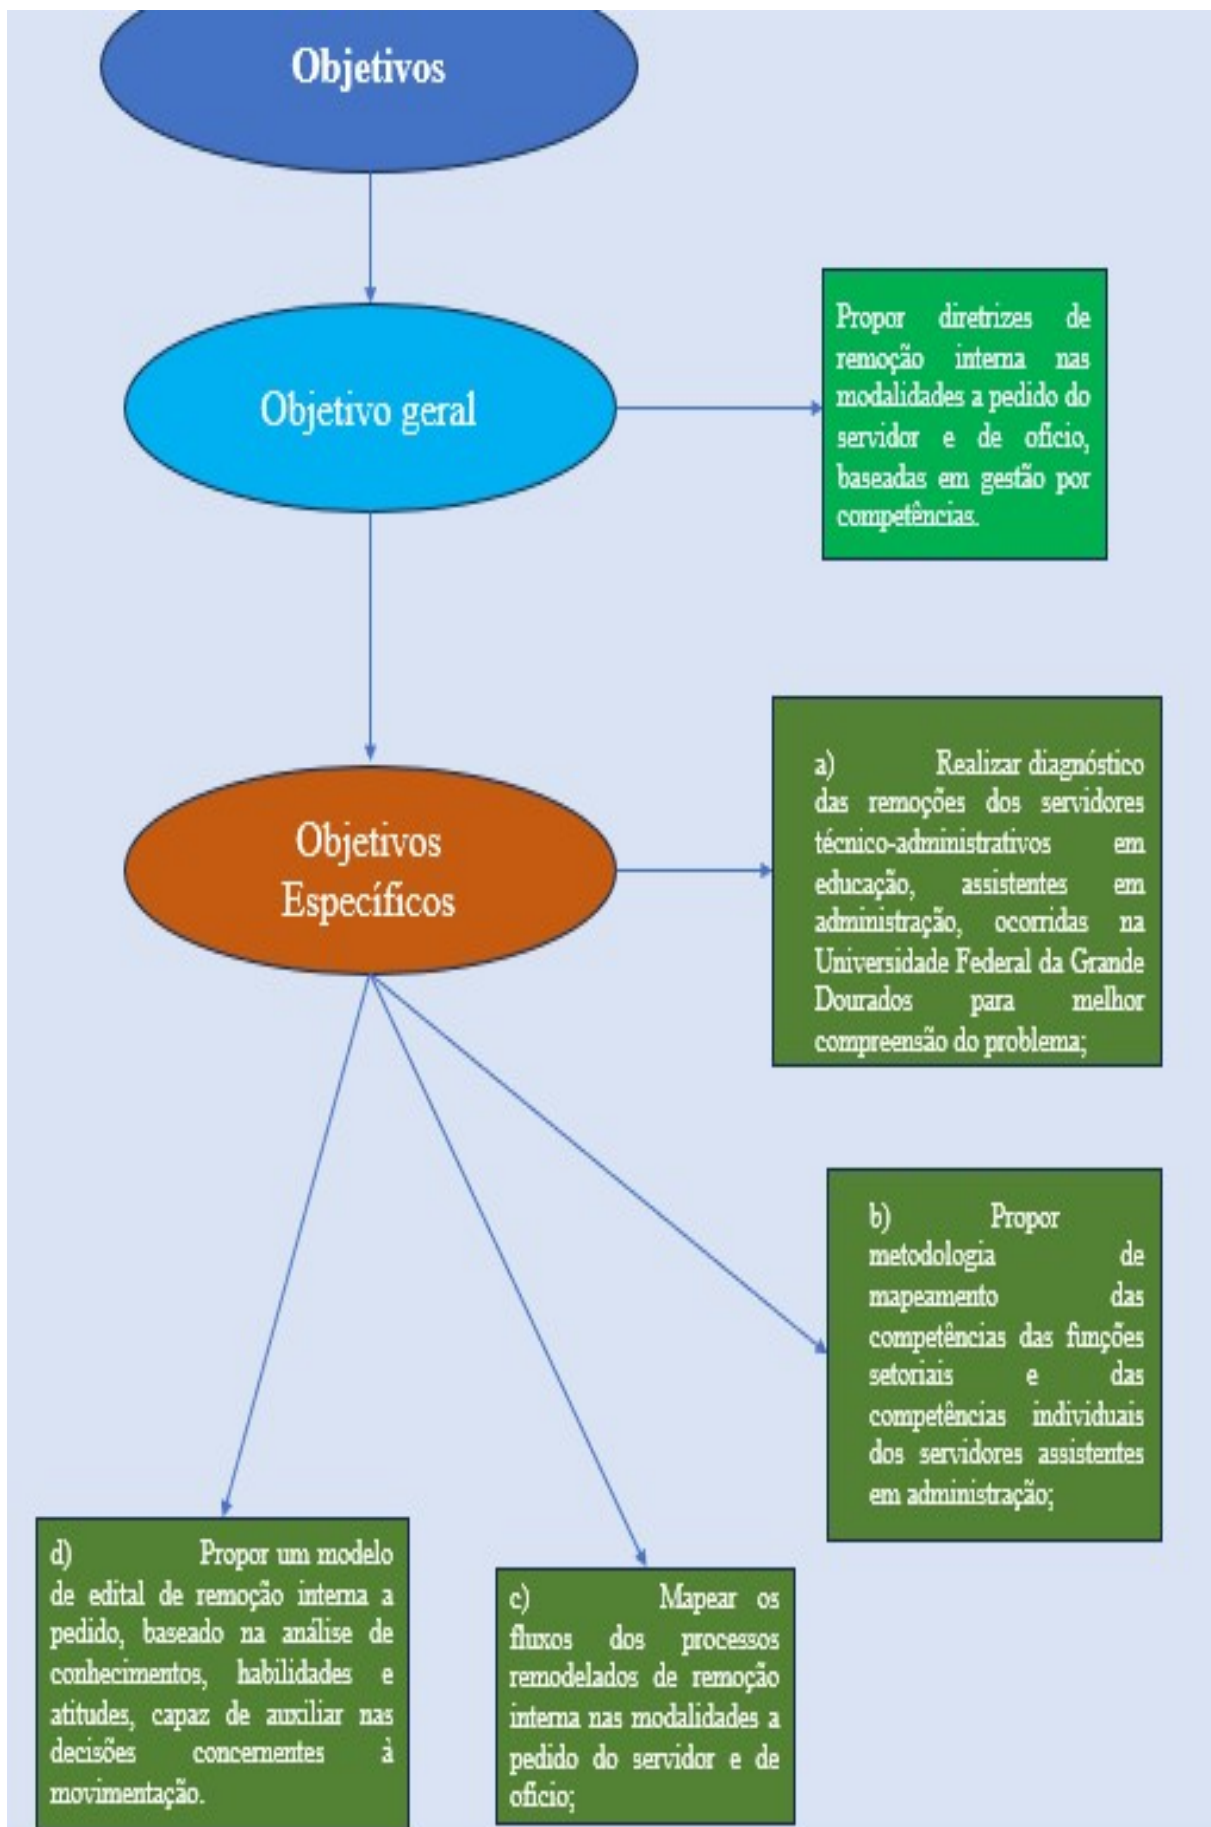 Objetivos
Objetivo geral
Propor diretrizes de
remoção interna nas
modalidades a pedido do
servidor e de ofício,
baseadas em gestão por
competências.
Objetivos
Específicos
a) Realizar diagnóstico
das remoções dos servidores
técnico-administrativos em
educação, assistentes em
administração, ocorridas na
Universidade Federal da Grande
Dourados para melhor
compreensão do problema;
b) Propor
metodologia de
mapeamento das
competências das funções
setoriais e das
competências individuais
dos servidores assistentes
em administração;
c) Mapear os
fluxos dos processos
remodelados de remoção
interna nas modalidades a
pedido do servidor e de
ofício;
d) Propor um modelo
de edital de remoção interna a
pedido, baseado na análise de
conhecimentos, habilidades e
atitudes, capaz de auxiliar nas
decisões concernentes à
movimentação.